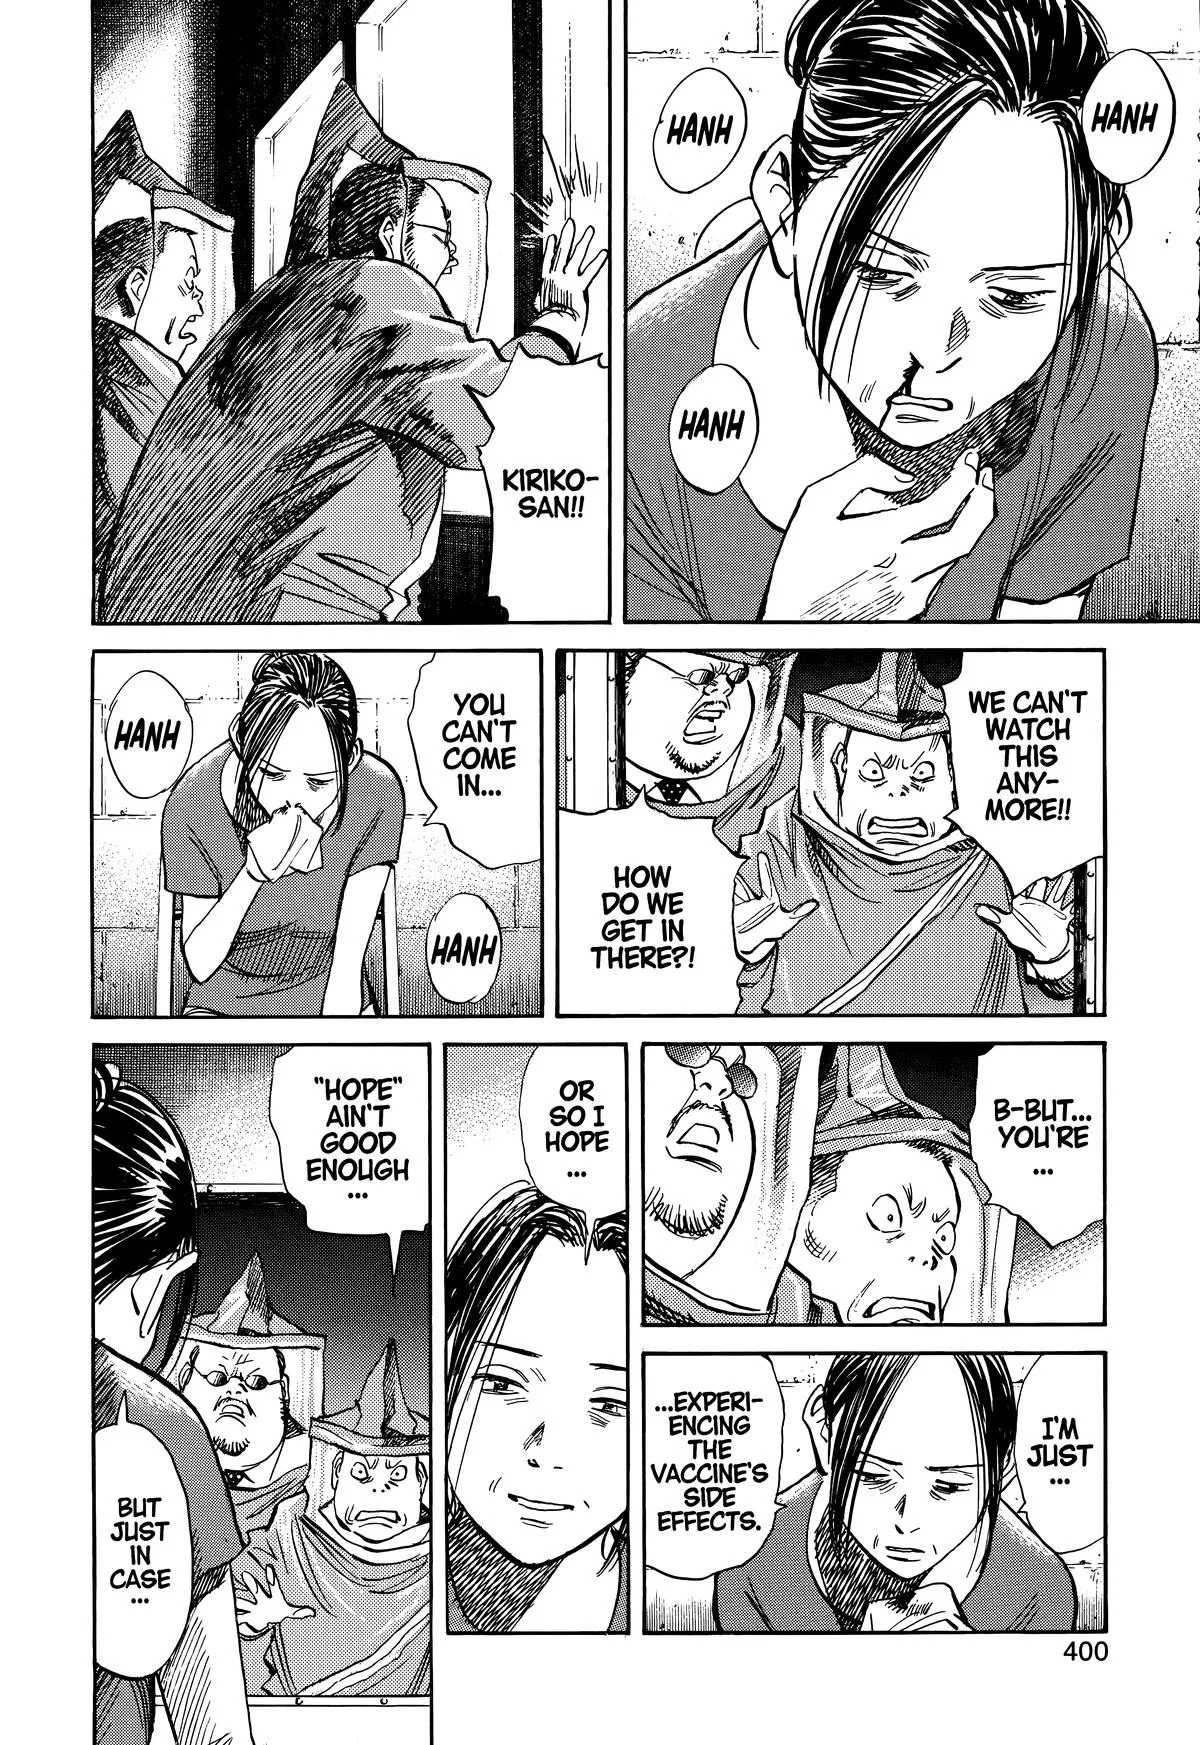 HANH
HANH
HANH
KIRIKO-
SAN!!
WE CAN'T
WATCH
THIS
ANY-
MORE!!
HOW
DO WE
GET IN
THERE?!
YOU
CAN'T
COME
IN...
HANH
HANH
B-BUT...
YOU'RE
...
I'M
JUST
...
...EXPERI-
ENCING
THE
VACCINE'S
SIDE
EFFECTS.
OR
SO I
HOPE
...
"HOPE"
AIN'T
GOOD
ENOUGH
...
BUT
JUST
IN
CASE
...
400